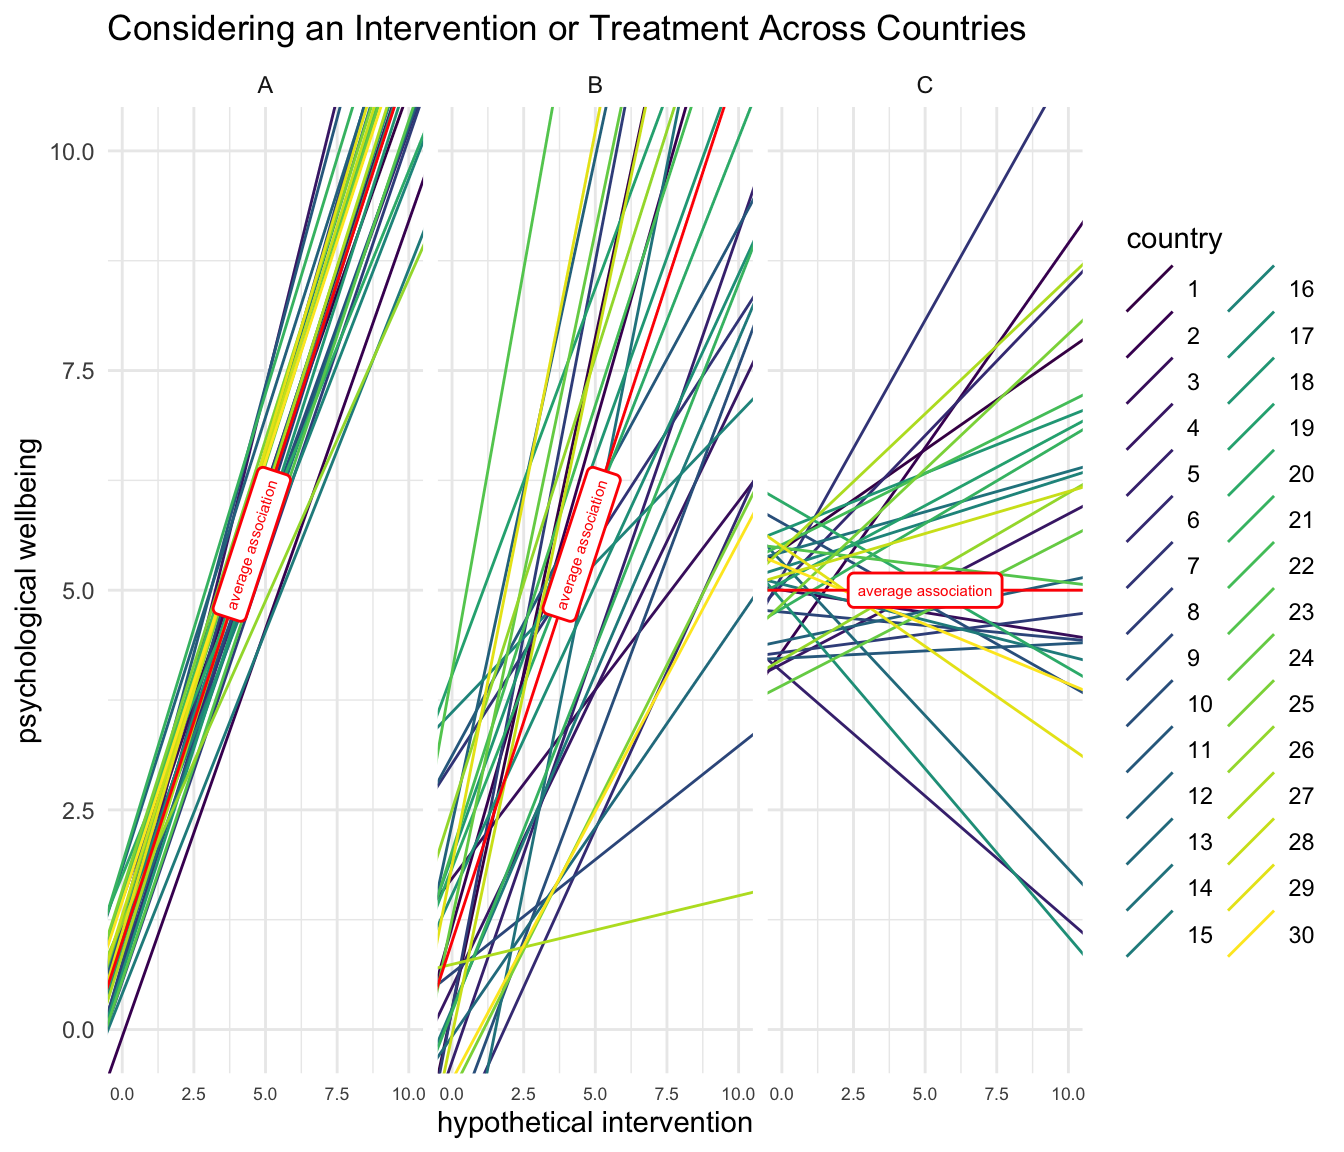 Considering an Intervention or Treatment Across Countries
A
B
C
10.0
7.5
5.0
2.5
0.0
psychological wellbeing
average association
average association
average association
0.0 2.5 5.0 7.5 10.0
0.0 2.5 5.0 7.5 10.0
0.0 2.5 5.0 7.5 10.0
hypothetical intervention
country
1
2
3
4
5
6
7
8
9
10
11
12
13
14
15
16
17
18
19
20
21
22
23
24
25
26
27
28
29
30